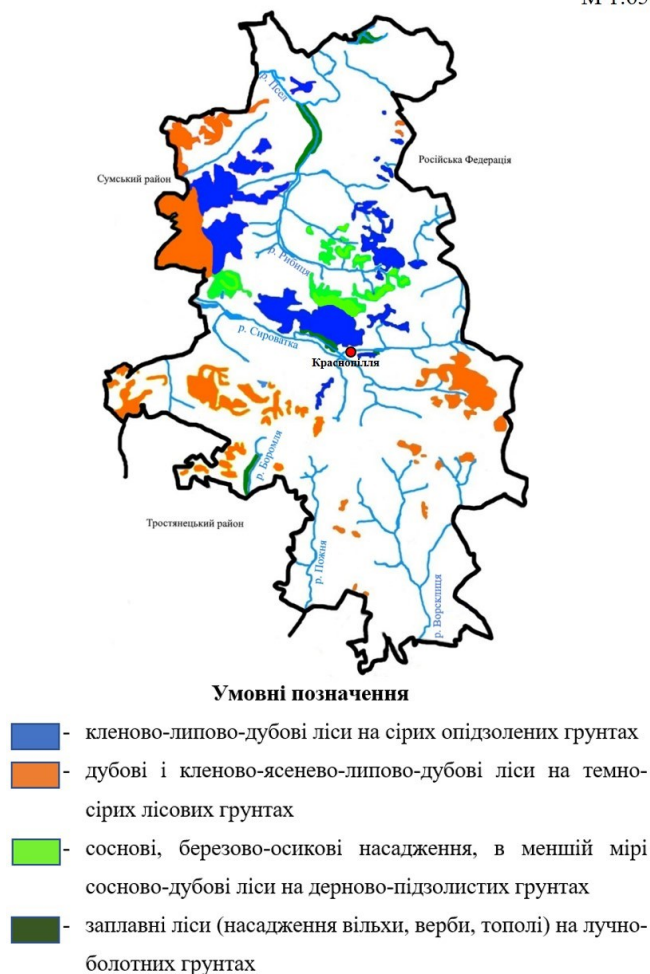 М 1:65
р. Псел
Сумський район
Російська Федерація
р. Рибиця
р. Сироватка
Краснопілля
р. Боромля
Тростянецький район
р. Пожня
р. Ворсклиця
Умовні позначення
- кленово-липово-дубові ліси на сірих опідзолених грунтах
- дубові і кленово-ясенево-липово-дубові ліси на темно-
сірих лісових грунтах
- соснові, березово-осикові насадження, в меншій мірі
сосново-дубові ліси на дерново-підзолистих грунтах
- заплавні ліси (насадження вільхи, верби, тополі) на лучно-
болотних грунтах